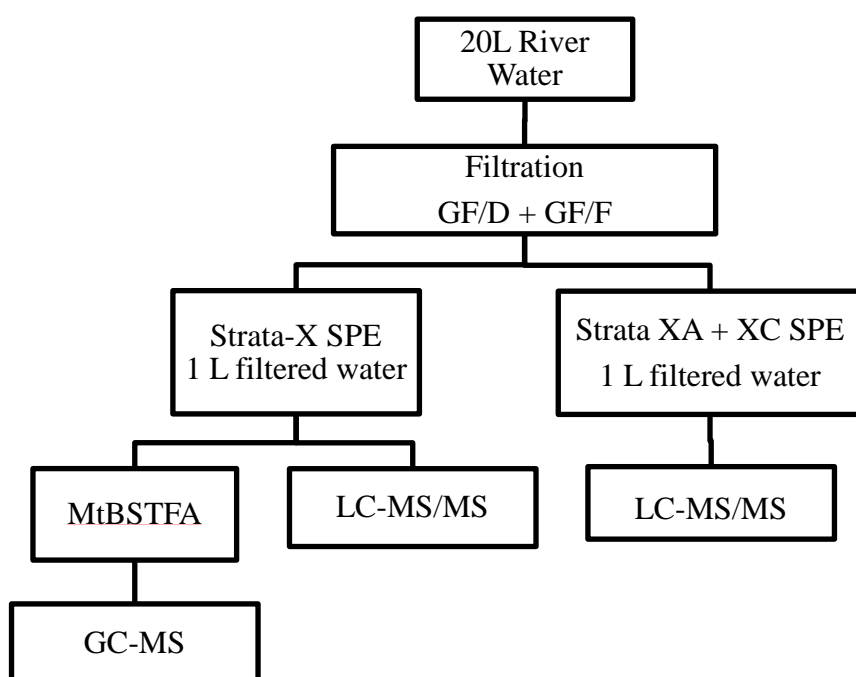 20L River
Water
Filtration
GF/D + GF/F
Strata-X SPE
1 L filtered water
Strata XA + XC SPE
1 L filtered water
MtBSTFA
LC-MS/MS
LC-MS/MS
GC-MS